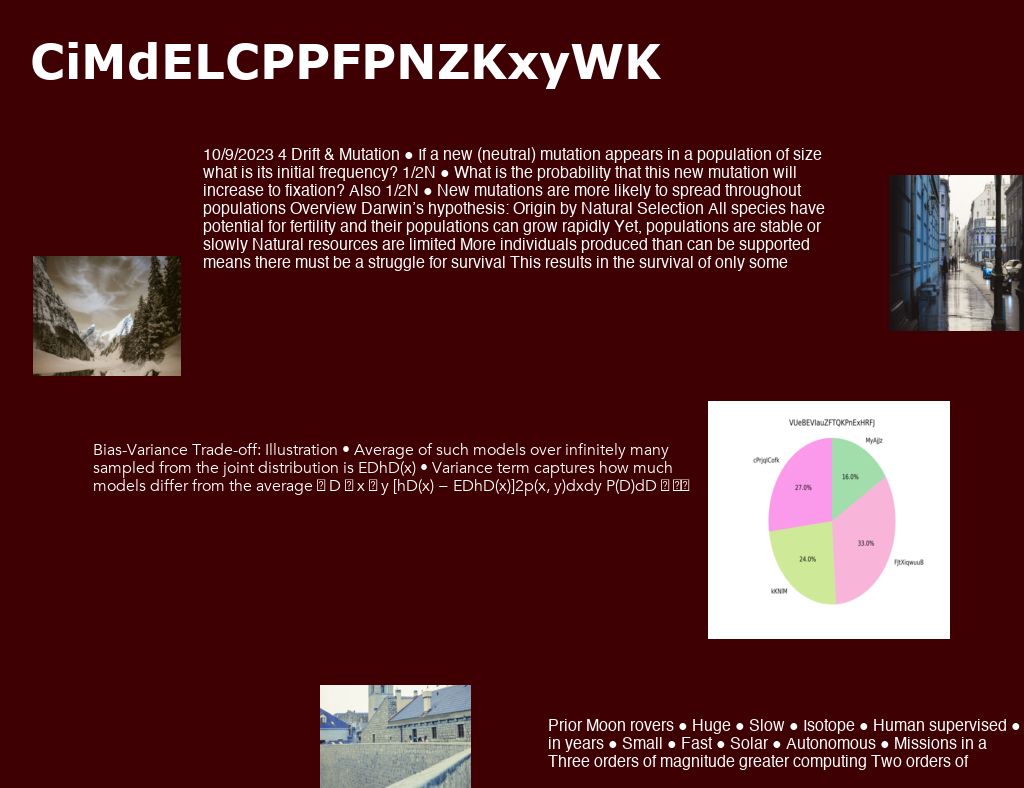 CiMdELCPPFPNZKxyWK
10/9/2023 4 Drift & Mutation ● If a new (neutral) mutation appears in a population of size
what is its initial frequency? 1/2N ● What is the probability that this new mutation will
increase to fixation? Also 1/2N ● New mutations are more likely to spread throughout
populations Overview Darwin’s hypothesis: Origin by Natural Selection All species have
potential for fertility and their populations can grow rapidly Yet, populations are stable or
slowly Natural resources are limited More individuals produced than can be supported
means there must be a struggle for survival This results in the survival of only some
Bias-Variance Trade-off: Illustration • Average of such models over infinitely many
sampled from the joint distribution is EDhD(x) • Variance term captures how much
models differ from the average D x y [hD(x) − EDhD(x)]2p(x, y)dxdy P(D)dD
VUeBEVIauZFTQKPnExHRFJ
MyAjJz
cPrjqlCofk
16.0%
27.0%
33.0%
24.0%
FJtXiqwuuB
kKNIM
Prior Moon rovers ● Huge ● Slow ● Isotope ● Human supervised ●
in years ● Small ● Fast ● Solar ● Autonomous ● Missions in a
Three orders of magnitude greater computing Two orders of